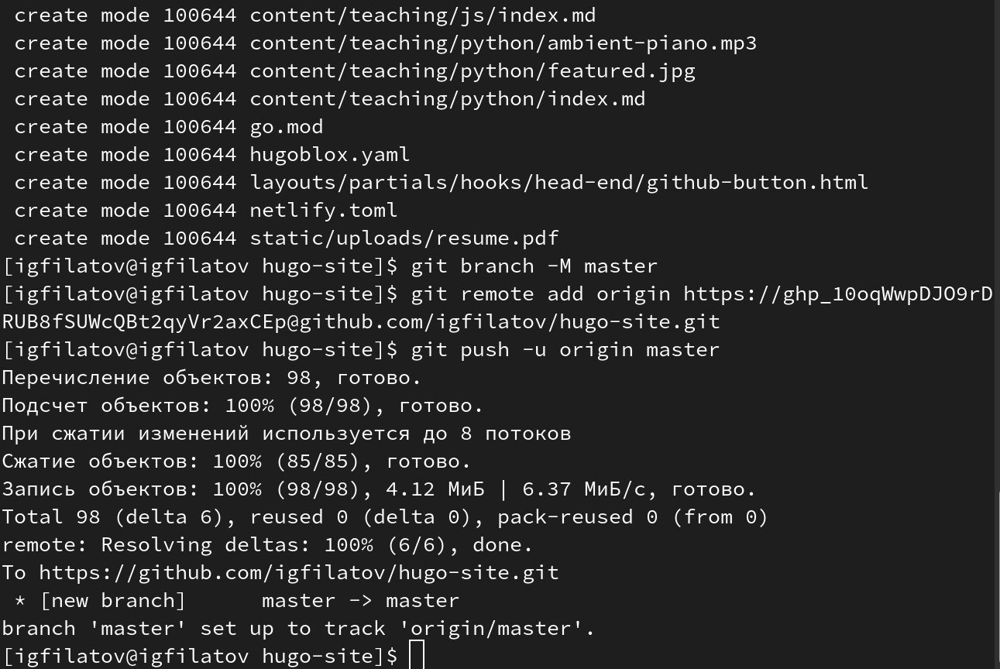 create mode 100644 content/teaching/js/index.md
create mode 100644 content/teaching/python/ambient-piano.mp3
create mode 100644 content/teaching/python/featured.jpg
create mode 100644 content/teaching/python/index.md
create mode 100644 go.mod
create mode 100644 hugoblox.yaml
create mode 100644 layouts/partials/hooks/head-end/github-button.html
create mode 100644 netlify.toml
create mode 100644 static/uploads/resume.pdf
[igfilatov@igfilatov hugo-site]$ git branch -M master
[igfilatov@igfilatov hugo-site]$ git remote add origin https://ghp_10oqWwpDJO9rD
RUB8fSUWcQBt2qyVr2axCEp@github.com/igfilatov/hugo-site.git
[igfilatov@igfilatov hugo-site]$ git push -u origin master
Перечисление объектов: 98, готово.
Подсчет объектов: 100% (98/98), готово.
При сжатии изменений используется до 8 потоков
Сжатие объектов: 100% (85/85), готово.
Запись объектов: 100% (98/98), 4.12 МиБ | 6.37 МиБ/с, готово.
Total 98 (delta 6), reused 0 (delta 0), pack-reused 0 (from 0)
remote: Resolving deltas: 100% (6/6), done.
To https://github.com/igfilatov/hugo-site.git
* [new branch]      master -> master
branch 'master' set up to track 'origin/master'.
[igfilatov@igfilatov hugo-site]$